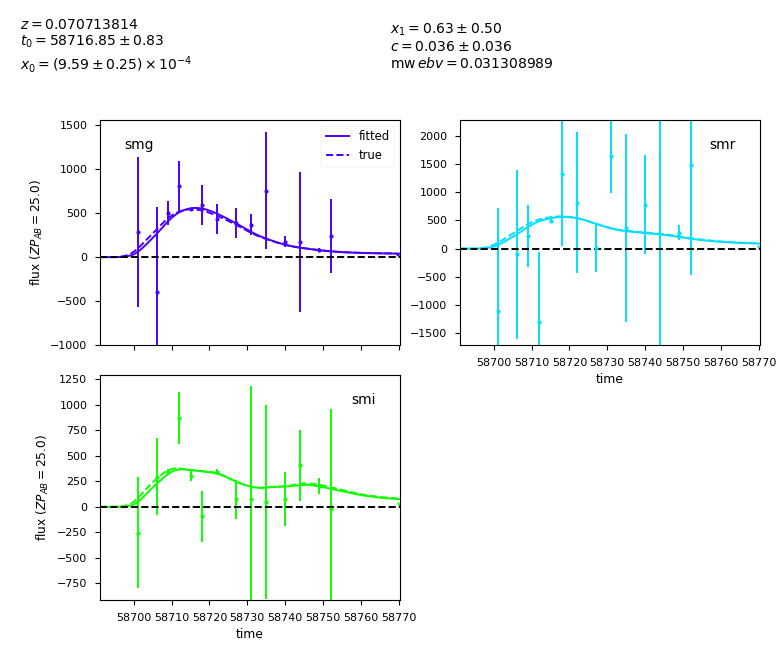 z = 0.070713814
t₀ = 58716.85 ± 0.83
x₀ = (9.59 ± 0.25) × 10⁻⁴
x₁ = 0.63 ± 0.50
c = 0.036 ± 0.036
mw ebv = 0.031308989
smg
fitted
true
1500
1000
500
0
−500
−1000
flux (ZP_AB = 25.0)
smr
2000
1500
1000
500
0
−500
−1000
−1500
58700 58710 58720 58730 58740 58750 58760 58770
time
smi
1250
1000
750
500
250
0
−250
−500
−750
flux (ZP_AB = 25.0)
58700 58710 58720 58730 58740 58750 58760 58770
time